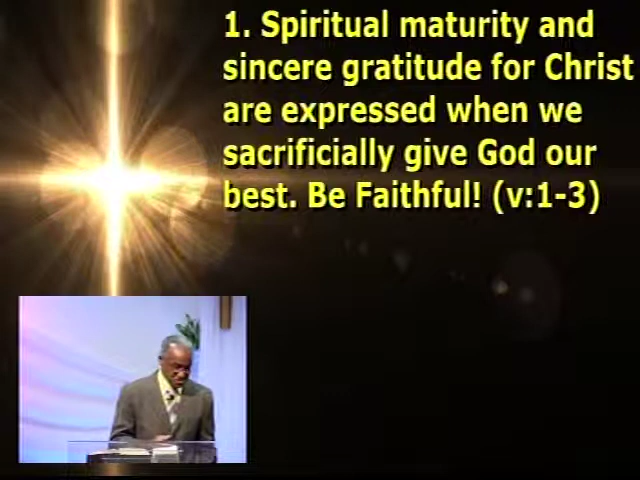 1. Spiritual maturity and
sincere gratitude for Christ
are expressed when we
sacrificially give God our
best. Be Faithful! (v:1-3)